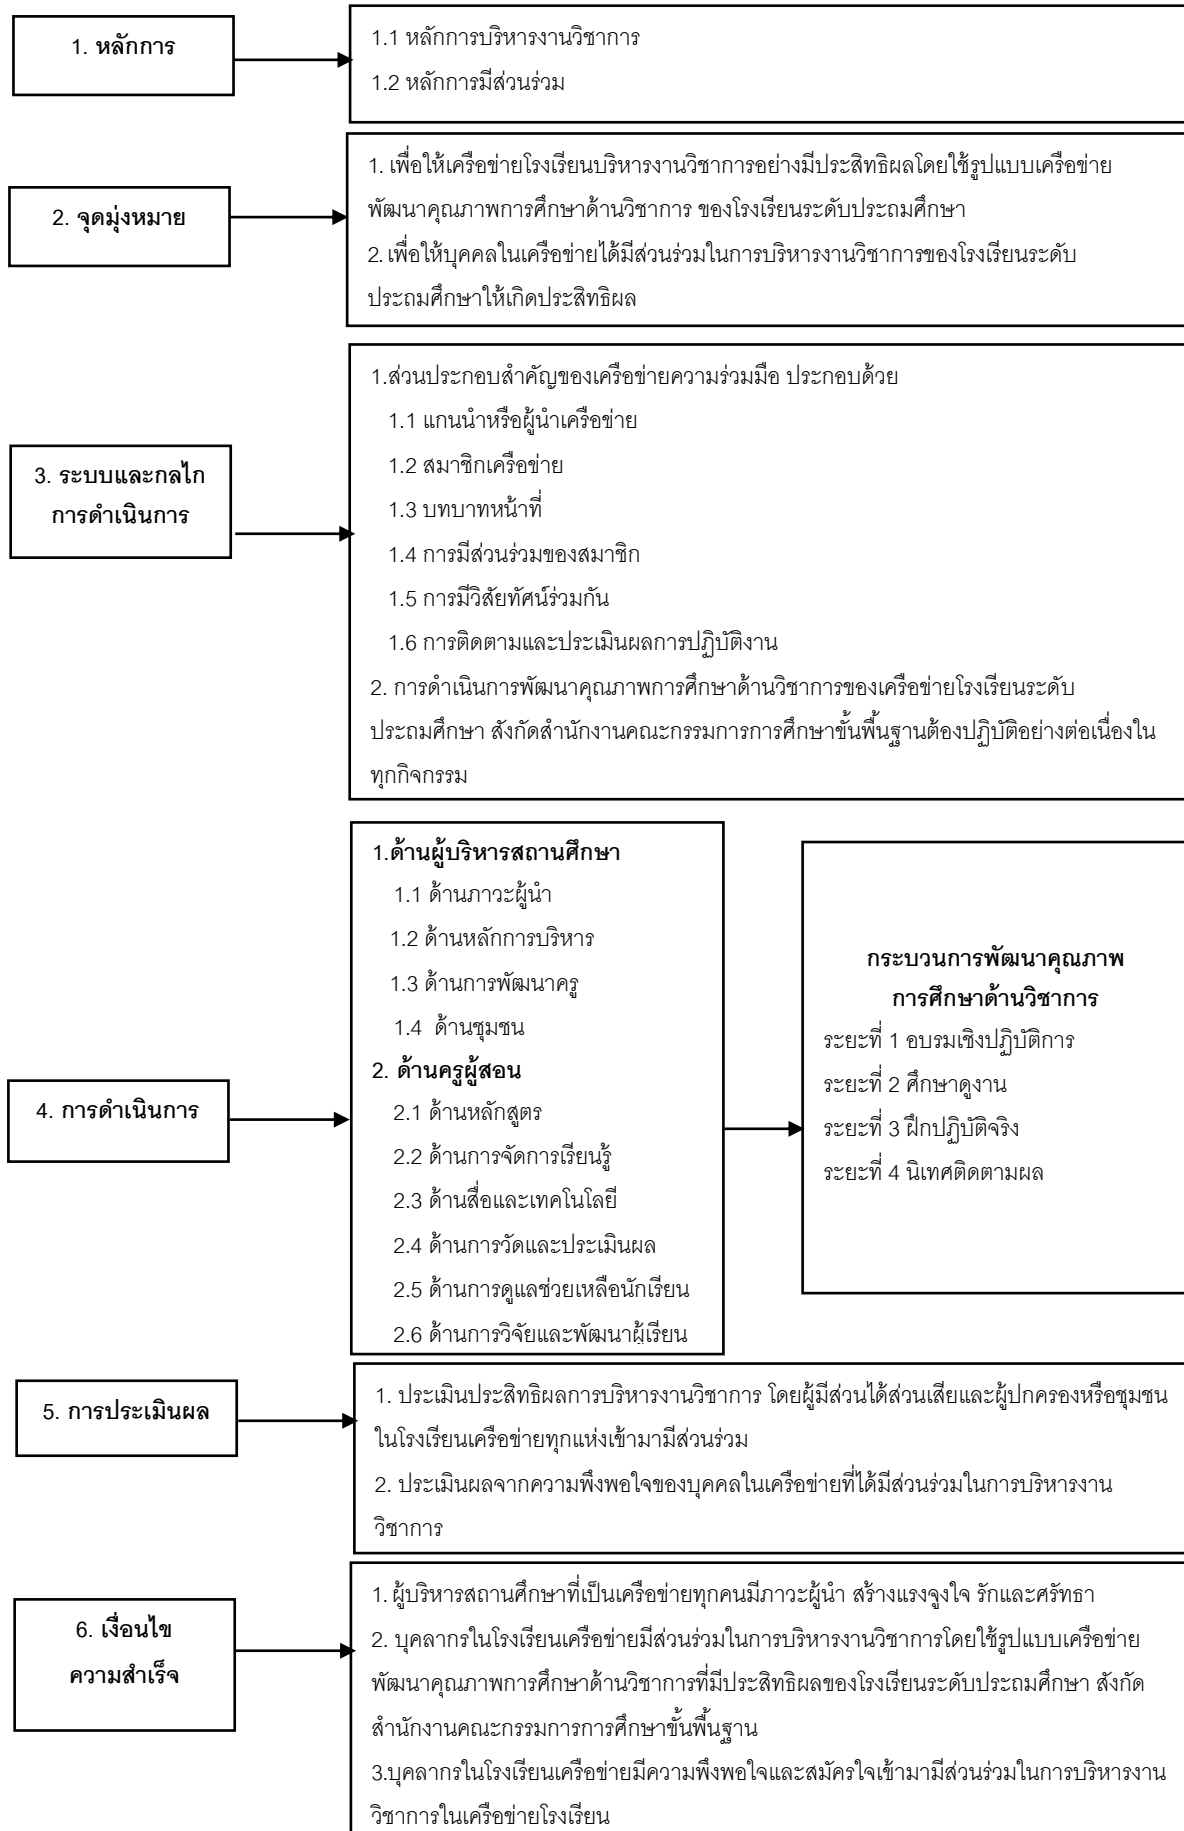 1. หลักการ
1.1 หลักการบริหารงานวิชาการ
1.2 หลักการมีส่วนร่วม
2. จุดมุ่งหมาย
1. เพื่อให้เครือข่ายโรงเรียนบริหารงานวิชาการอย่างมีประสิทธิผลโดยใช้รูปแบบเครือข่าย
พัฒนาคุณภาพการศึกษาด้านวิชาการ ของโรงเรียนระดับประถมศึกษา
2. เพื่อให้บุคคลในเครือข่ายได้มีส่วนร่วมในการบริหารงานวิชาการของโรงเรียนระดับ
ประถมศึกษาให้เกิดประสิทธิผล
3. ระบบและกลไก
การดำเนินการ
1.ส่วนประกอบสำคัญของเครือข่ายความร่วมมือ ประกอบด้วย
1.1 แกนนำหรือผู้นำเครือข่าย
1.2 สมาชิกเครือข่าย
1.3 บทบาทหน้าที่
1.4 การมีส่วนร่วมของสมาชิก
1.5 การมีวิสัยทัศน์ร่วมกัน
1.6 การติดตามและประเมินผลการปฏิบัติงาน
2. การดำเนินการพัฒนาคุณภาพการศึกษาด้านวิชาการของเครือข่ายโรงเรียนระดับ
ประถมศึกษา สังกัดสำนักงานคณะกรรมการการศึกษาขั้นพื้นฐานต้องปฏิบัติอย่างต่อเนื่องใน
ทุกกิจกรรม
4. การดำเนินการ
1.ด้านผู้บริหารสถานศึกษา
1.1 ด้านภาวะผู้นำ
1.2 ด้านหลักการบริหาร
1.3 ด้านการพัฒนาครู
1.4 ด้านชุมชน
2. ด้านครูผู้สอน
2.1 ด้านหลักสูตร
2.2 ด้านการจัดการเรียนรู้
2.3 ด้านสื่อและเทคโนโลยี
2.4 ด้านการวัดและประเมินผล
2.5 ด้านการดูแลช่วยเหลือนักเรียน
2.6 ด้านการวิจัยและพัฒนาผู้เรียน
กระบวนการพัฒนาคุณภาพ
การศึกษาด้านวิชาการ
ระยะที่ 1 อบรมเชิงปฏิบัติการ
ระยะที่ 2 ศึกษาดูงาน
ระยะที่ 3 ฝึกปฏิบัติจริง
ระยะที่ 4 นิเทศติดตามผล
5. การประเมินผล
1. ประเมินประสิทธิผลการบริหารงานวิชาการ โดยผู้มีส่วนได้ส่วนเสียและผู้ปกครองหรือชุมชน
ในโรงเรียนเครือข่ายทุกแห่งเข้ามามีส่วนร่วม
2. ประเมินผลจากความพึงพอใจของบุคคลในเครือข่ายที่ได้มีส่วนร่วมในการบริหารงาน
วิชาการ
6. เงื่อนไข
ความสำเร็จ
1. ผู้บริหารสถานศึกษาที่เป็นเครือข่ายทุกคนมีภาวะผู้นำ สร้างแรงจูงใจ รักและศรัทธา
2. บุคลากรในโรงเรียนเครือข่ายมีส่วนร่วมในการบริหารงานวิชาการโดยใช้รูปแบบเครือข่าย
พัฒนาคุณภาพการศึกษาด้านวิชาการที่มีประสิทธิผลของโรงเรียนระดับประถมศึกษา สังกัด
สำนักงานคณะกรรมการการศึกษาขั้นพื้นฐาน
3.บุคลากรในโรงเรียนเครือข่ายมีความพึงพอใจและสมัครใจเข้ามามีส่วนร่วมในการบริหารงาน
วิชาการในเครือข่ายโรงเรียน